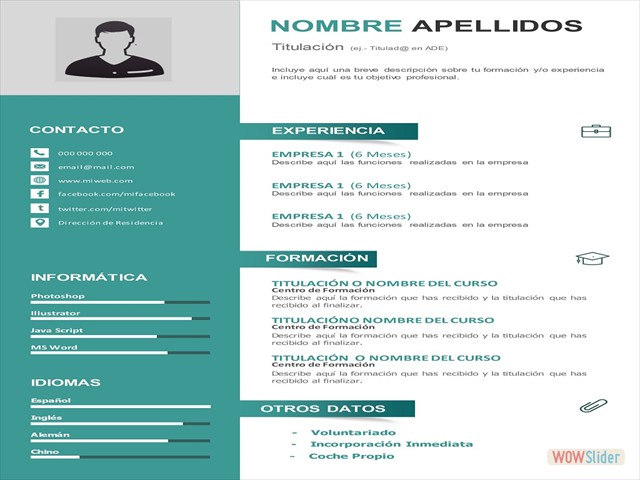 NOMBRE APELLIDOS
Titulación (ej.- Titulad@ en ADE)
Incluye aquí una breve descripción sobre tu formación y/o experiencia
e incluye cuál es tu objetivo profesional.
CONTACTO
000 000 000
email@mail.com
www.miweb.com
facebook.com/mifacebook
twitter.com/mitwitter
Dirección de Residencia
INFORMÁTICA
Photoshop
Illustrator
Java Script
MS Word
IDIOMAS
Español
Inglés
Alemán
Chino
EXPERIENCIA
EMPRESA 1 (6 Meses)
Describe aquí las funciones realizadas en la empresa
EMPRESA 1 (6 Meses)
Describe aquí las funciones realizadas en la empresa
EMPRESA 1 (6 Meses)
Describe aquí las funciones realizadas en la empresa
FORMACIÓN
TITULACIÓN O NOMBRE DEL CURSO
Centro de Formación
Describe aquí la formación que has recibido y la titulación que has
recibido al finalizar.
TITULACIÓNO NOMBRE DEL CURSO
Centro de Formación
Describe aquí la formación que has recibido y la titulación que has
recibido al finalizar.
TITULACIÓN O NOMBRE DEL CURSO
Centro de Formación
Describe aquí la formación que has recibido y la titulación que has
recibido al finalizar.
OTROS DATOS
- Voluntariado
- Incorporación Inmediata
- Coche Propio
WOWSlider